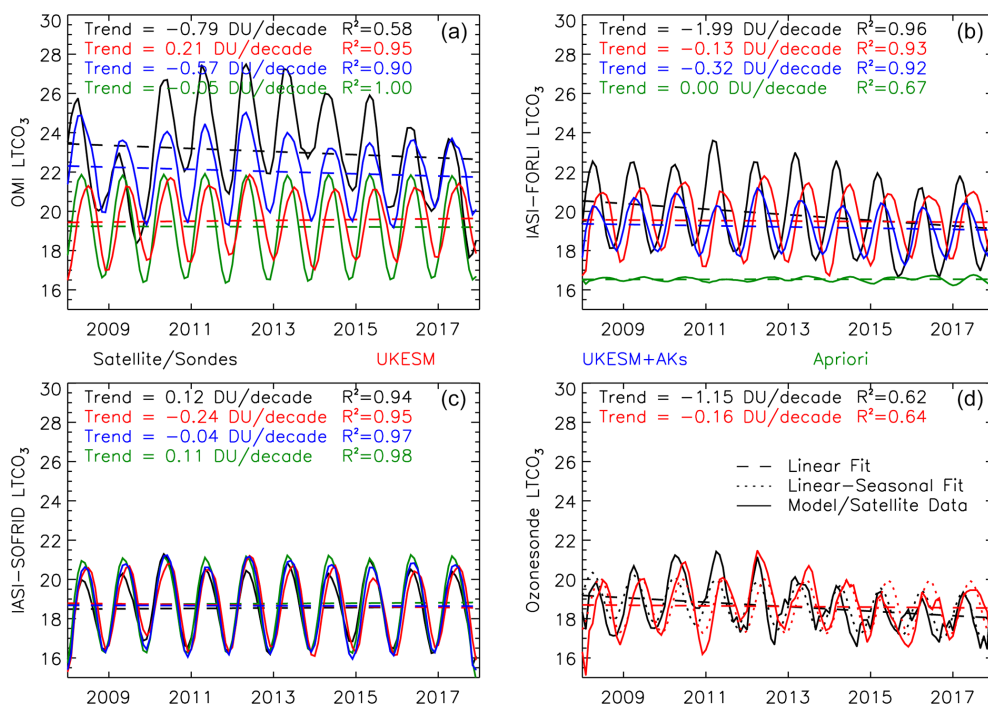 (a)
Trend = −0.79 DU/decade R²=0.58
Trend = 0.21 DU/decade R²=0.95
Trend = −0.57 DU/decade R²=0.90
Trend = −0.05 DU/decade R²=1.00
OMI LTCO₃
30
28
26
24
22
20
18
16
2009 2011 2013 2015 2017
(b)
Trend = −1.99 DU/decade R²=0.96
Trend = −0.13 DU/decade R²=0.93
Trend = −0.32 DU/decade R²=0.92
Trend = 0.00 DU/decade R²=0.67
IASI−FORLI LTCO₃
30
28
26
24
22
20
18
16
2009 2011 2013 2015 2017
Satellite/Sondes UKESM UKESM+AKs Apriori
(c)
Trend = 0.12 DU/decade R²=0.94
Trend = −0.24 DU/decade R²=0.95
Trend = −0.04 DU/decade R²=0.97
Trend = 0.11 DU/decade R²=0.98
IASI−SOFRID LTCO₃
30
28
26
24
22
20
18
16
2009 2011 2013 2015 2017
(d)
Trend = −1.15 DU/decade R²=0.62
Trend = −0.16 DU/decade R²=0.64
Linear Fit
Linear−Seasonal Fit
Model/Satellite Data
Ozonesonde LTCO₃
30
28
26
24
22
20
18
16
2009 2011 2013 2015 2017